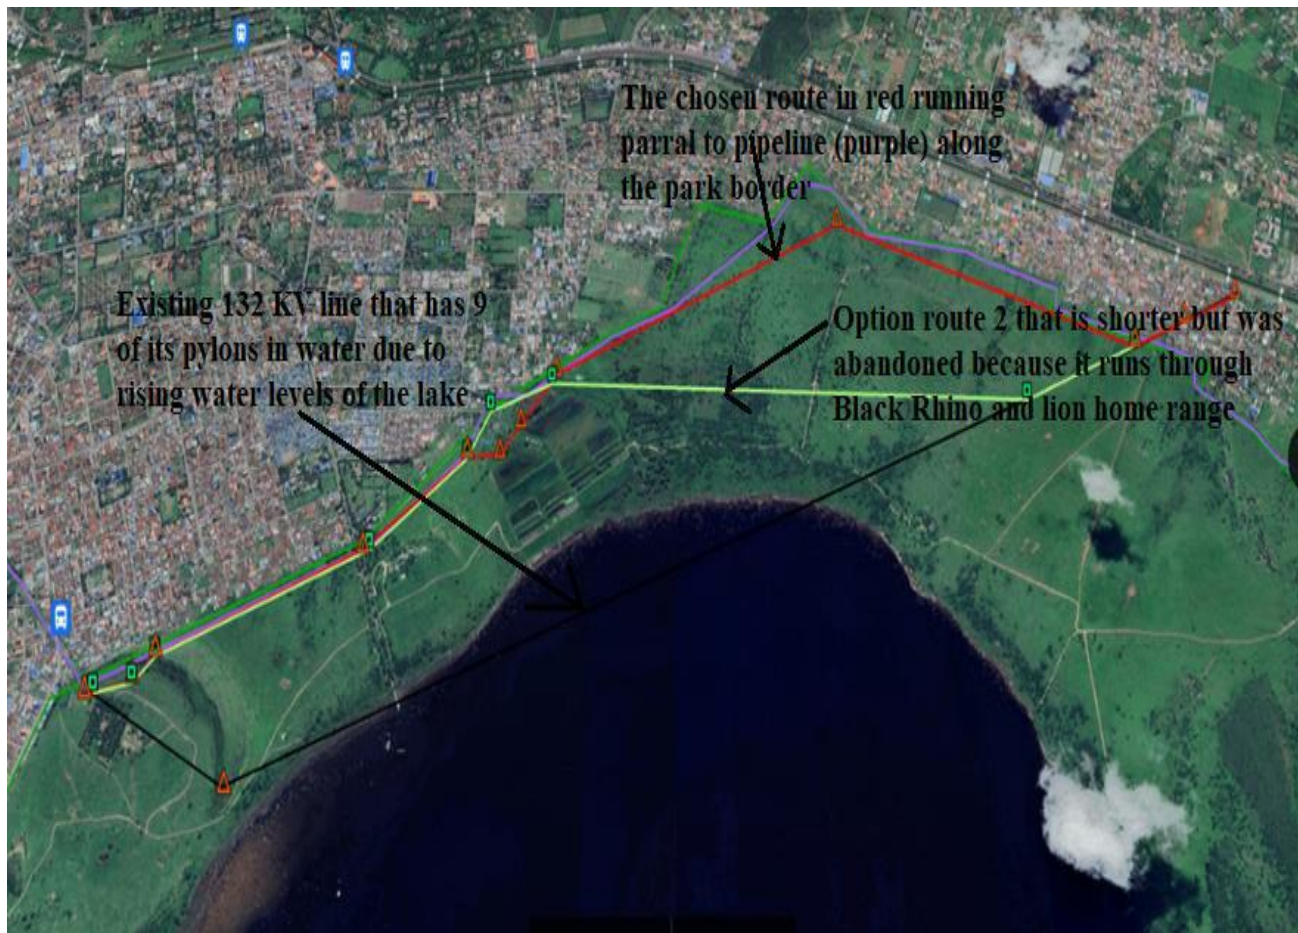 The chosen route in red running
parral to pipeline (purple) along
the park border
Existing 132 KV line that has 9
of its pylons in water due to
rising water levels of the lake
Option route 2 that is shorter but was
abandoned because it runs through
Black Rhino and lion home range